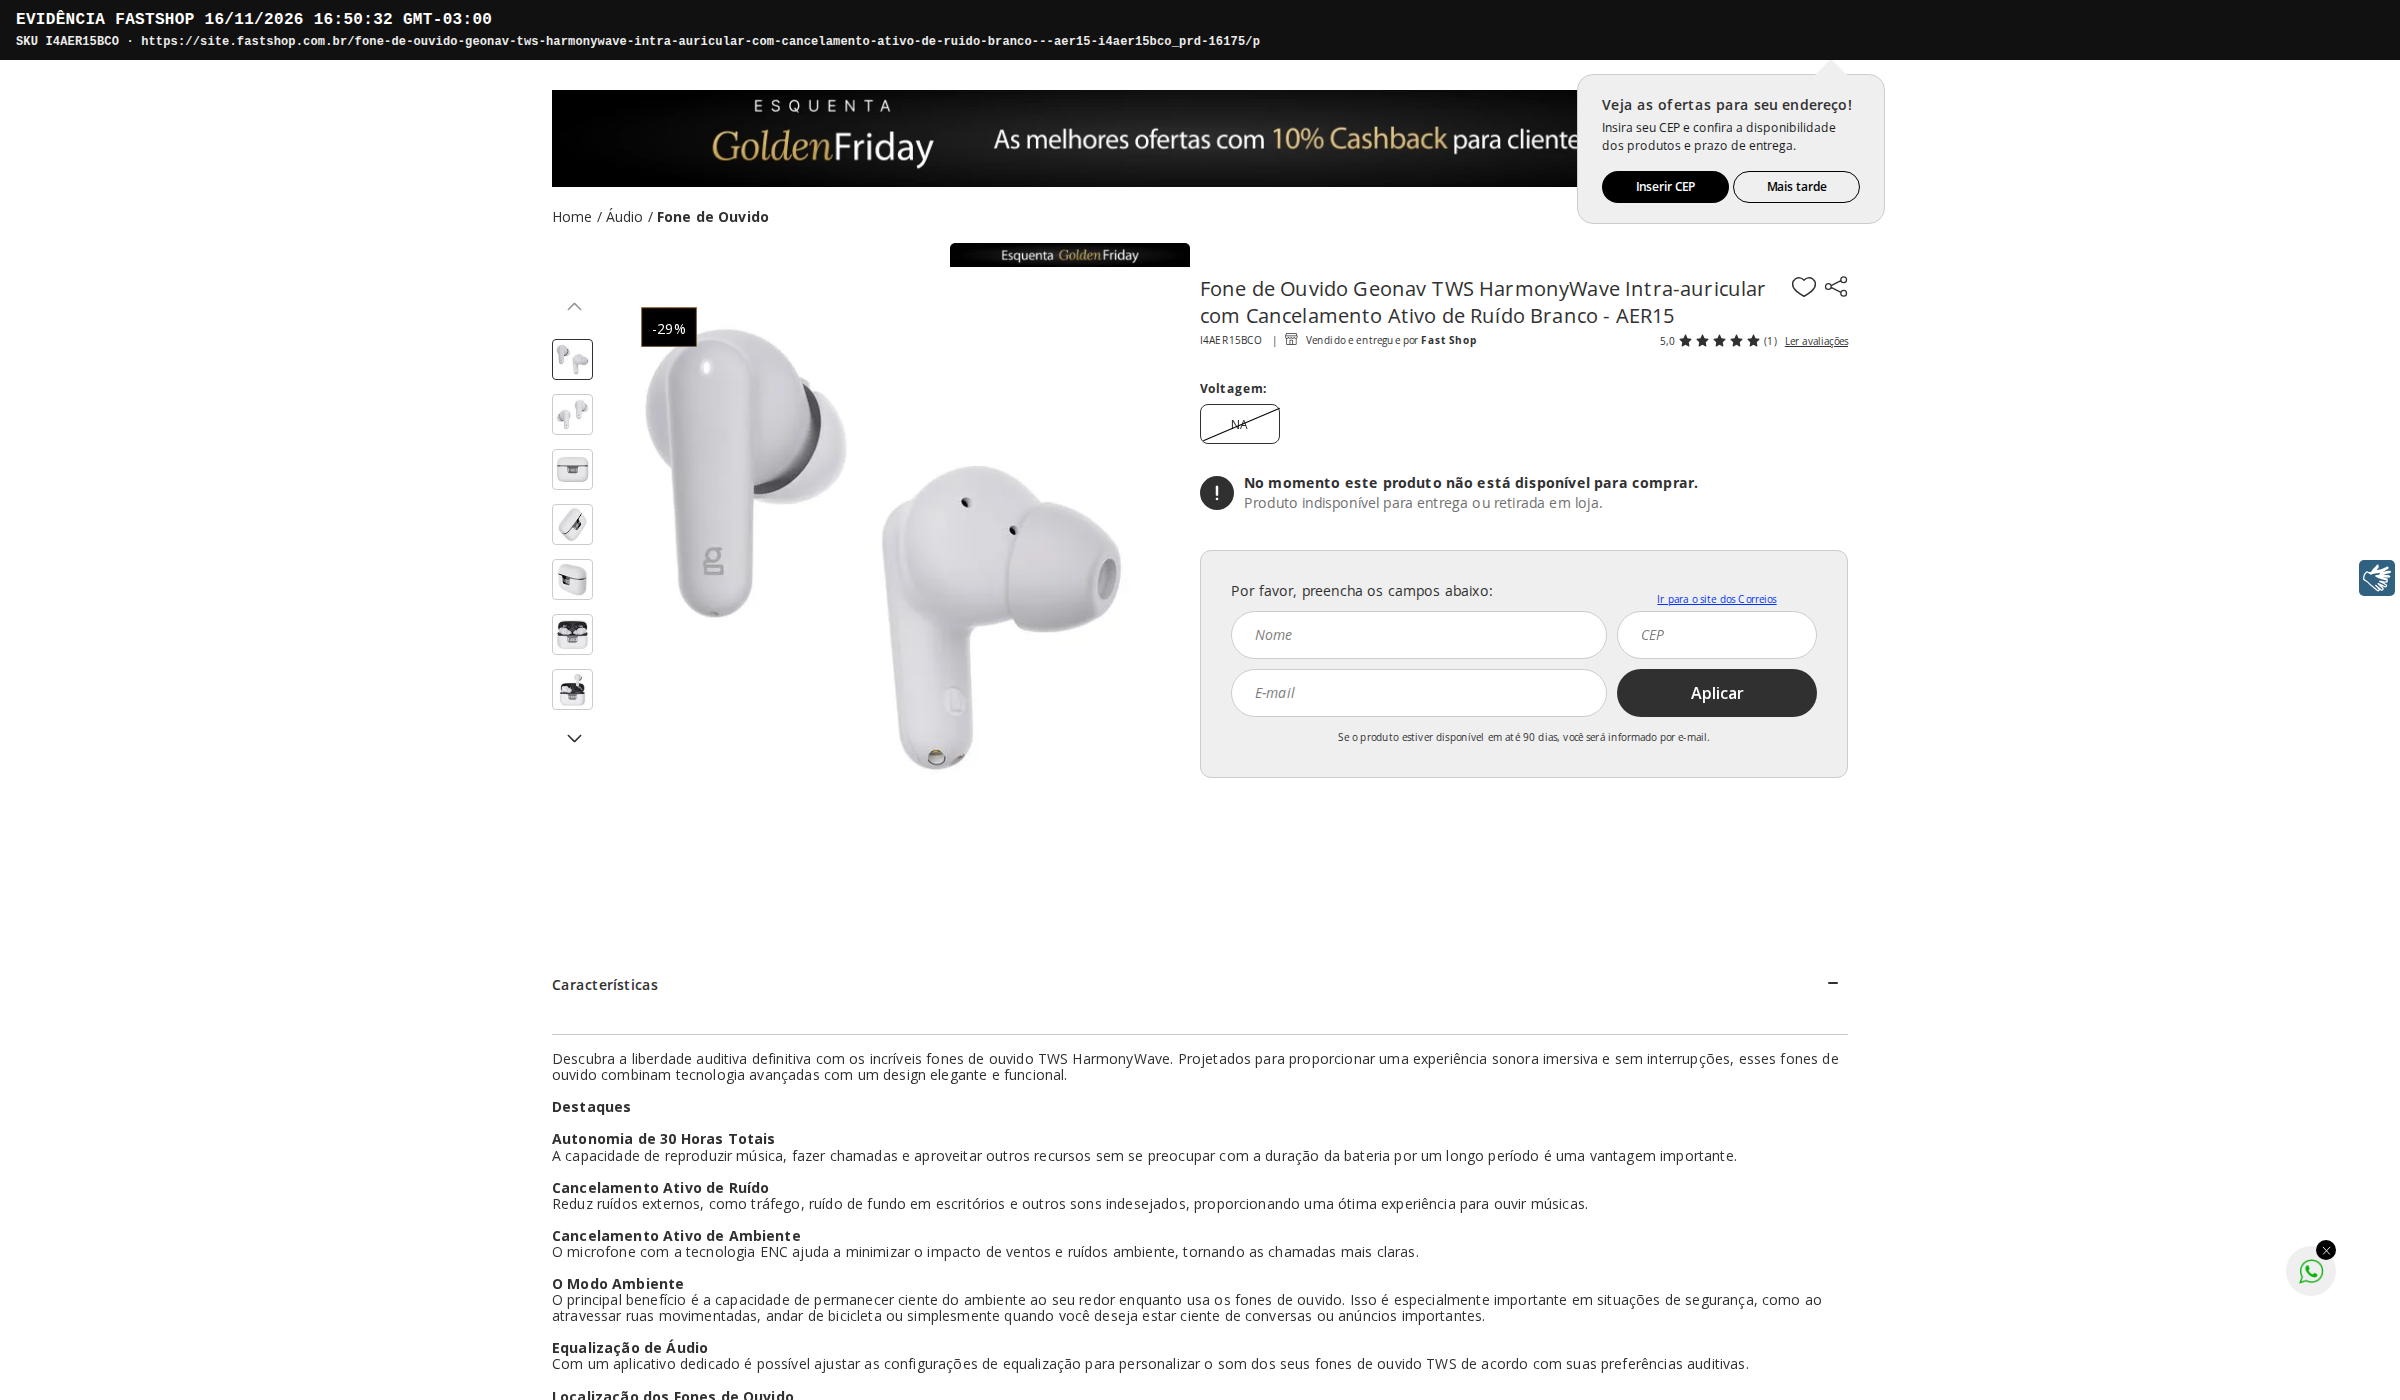 EVIDÊNCIA FASTSHOP 16/11/2026 16:50:32 GMT-03:00
SKU I4AER15BCO · https://site.fastshop.com.br/fone-de-ouvido-geonav-tws-harmonywave-intra-auricular-com-cancelamento-ativo-de-ruido-branco---aer15-i4aer15bco_prd-16175/p
ESQUENTA
GoldenFriday
As melhores ofertas com 10% Cashback para cliente
Veja as ofertas para seu endereço!
Insira seu CEP e confira a disponibilidade
dos produtos e prazo de entrega.
Inserir CEP
Mais tarde
Home / Áudio / Fone de Ouvido
Esquenta GoldenFriday
-29%
g
Fone de Ouvido Geonav TWS HarmonyWave Intra-auricular
com Cancelamento Ativo de Ruído Branco - AER15
I4AER15BCO | Vendido e entregue por Fast Shop
5,0 (1) Ler avaliações
Voltagem:
NA
No momento este produto não está disponível para comprar.
Produto indisponível para entrega ou retirada em loja.
Por favor, preencha os campos abaixo:
Ir para o site dos Correios
Nome
CEP
E-mail
Aplicar
Se o produto estiver disponível em até 90 dias, você será informado por e-mail.
Características
Descubra a liberdade auditiva definitiva com os incríveis fones de ouvido TWS HarmonyWave. Projetados para proporcionar uma experiência sonora imersiva e sem interrupções, esses fones de
ouvido combinam tecnologia avançadas com um design elegante e funcional.
Destaques
Autonomia de 30 Horas Totais
A capacidade de reproduzir música, fazer chamadas e aproveitar outros recursos sem se preocupar com a duração da bateria por um longo período é uma vantagem importante.
Cancelamento Ativo de Ruído
Reduz ruídos externos, como tráfego, ruído de fundo em escritórios e outros sons indesejados, proporcionando uma ótima experiência para ouvir músicas.
Cancelamento Ativo de Ambiente
O microfone com a tecnologia ENC ajuda a minimizar o impacto de ventos e ruídos ambiente, tornando as chamadas mais claras.
O Modo Ambiente
O principal benefício é a capacidade de permanecer ciente do ambiente ao seu redor enquanto usa os fones de ouvido. Isso é especialmente importante em situações de segurança, como ao
atravessar ruas movimentadas, andar de bicicleta ou simplesmente quando você deseja estar ciente de conversas ou anúncios importantes.
Equalização de Áudio
Com um aplicativo dedicado é possível ajustar as configurações de equalização para personalizar o som dos seus fones de ouvido TWS de acordo com suas preferências auditivas.
Localização dos Fones de Ouvido